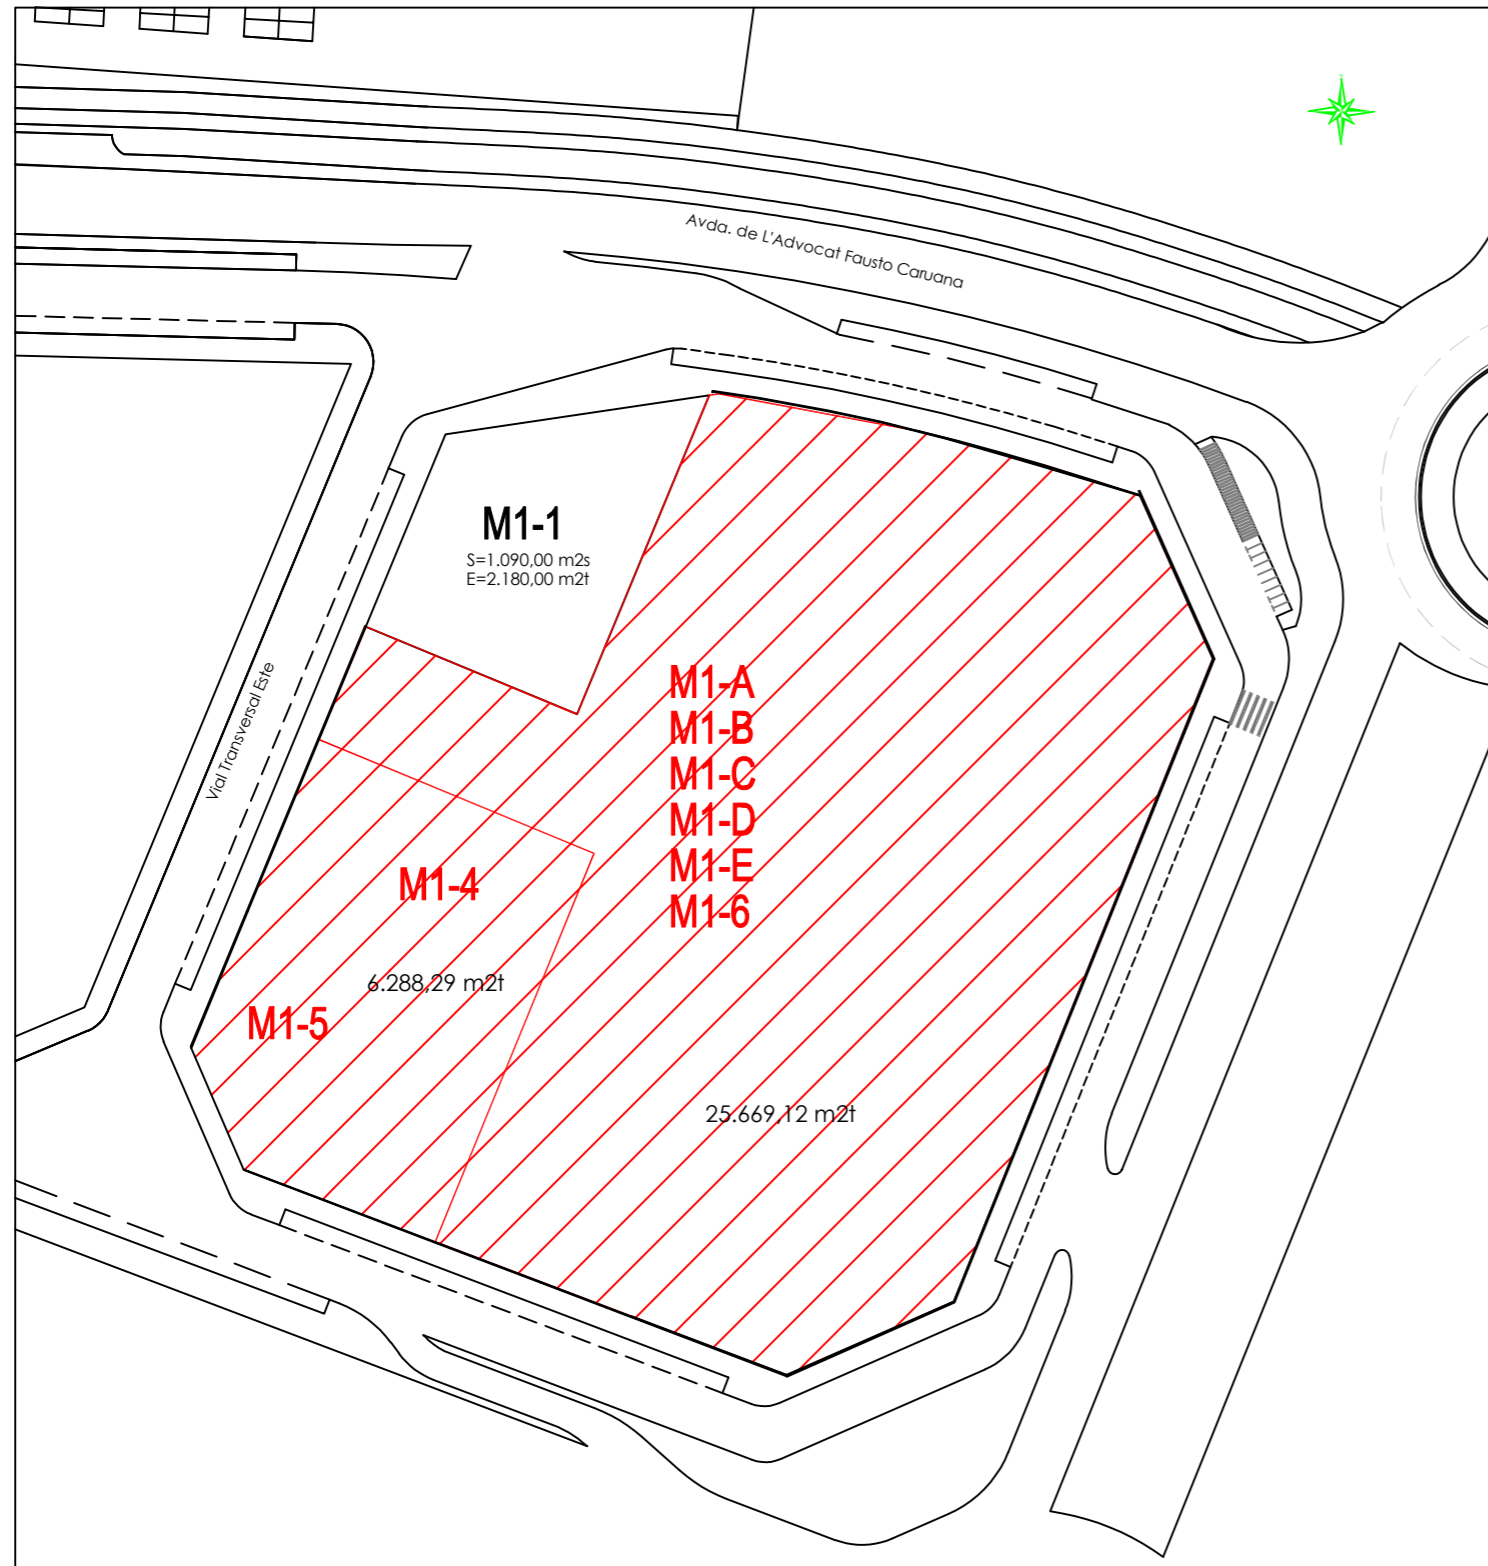 Avda. de L'Advocat Fausto Caruana
M1-1
S=1.090,00 m2s
E=2.180,00 m2t
Vial Transversal Este
M1-A
M1-B
M1-C
M1-D
M1-E
M1-6
M1-4
6.288,29 m2t
M1-5
25.669,12 m2t